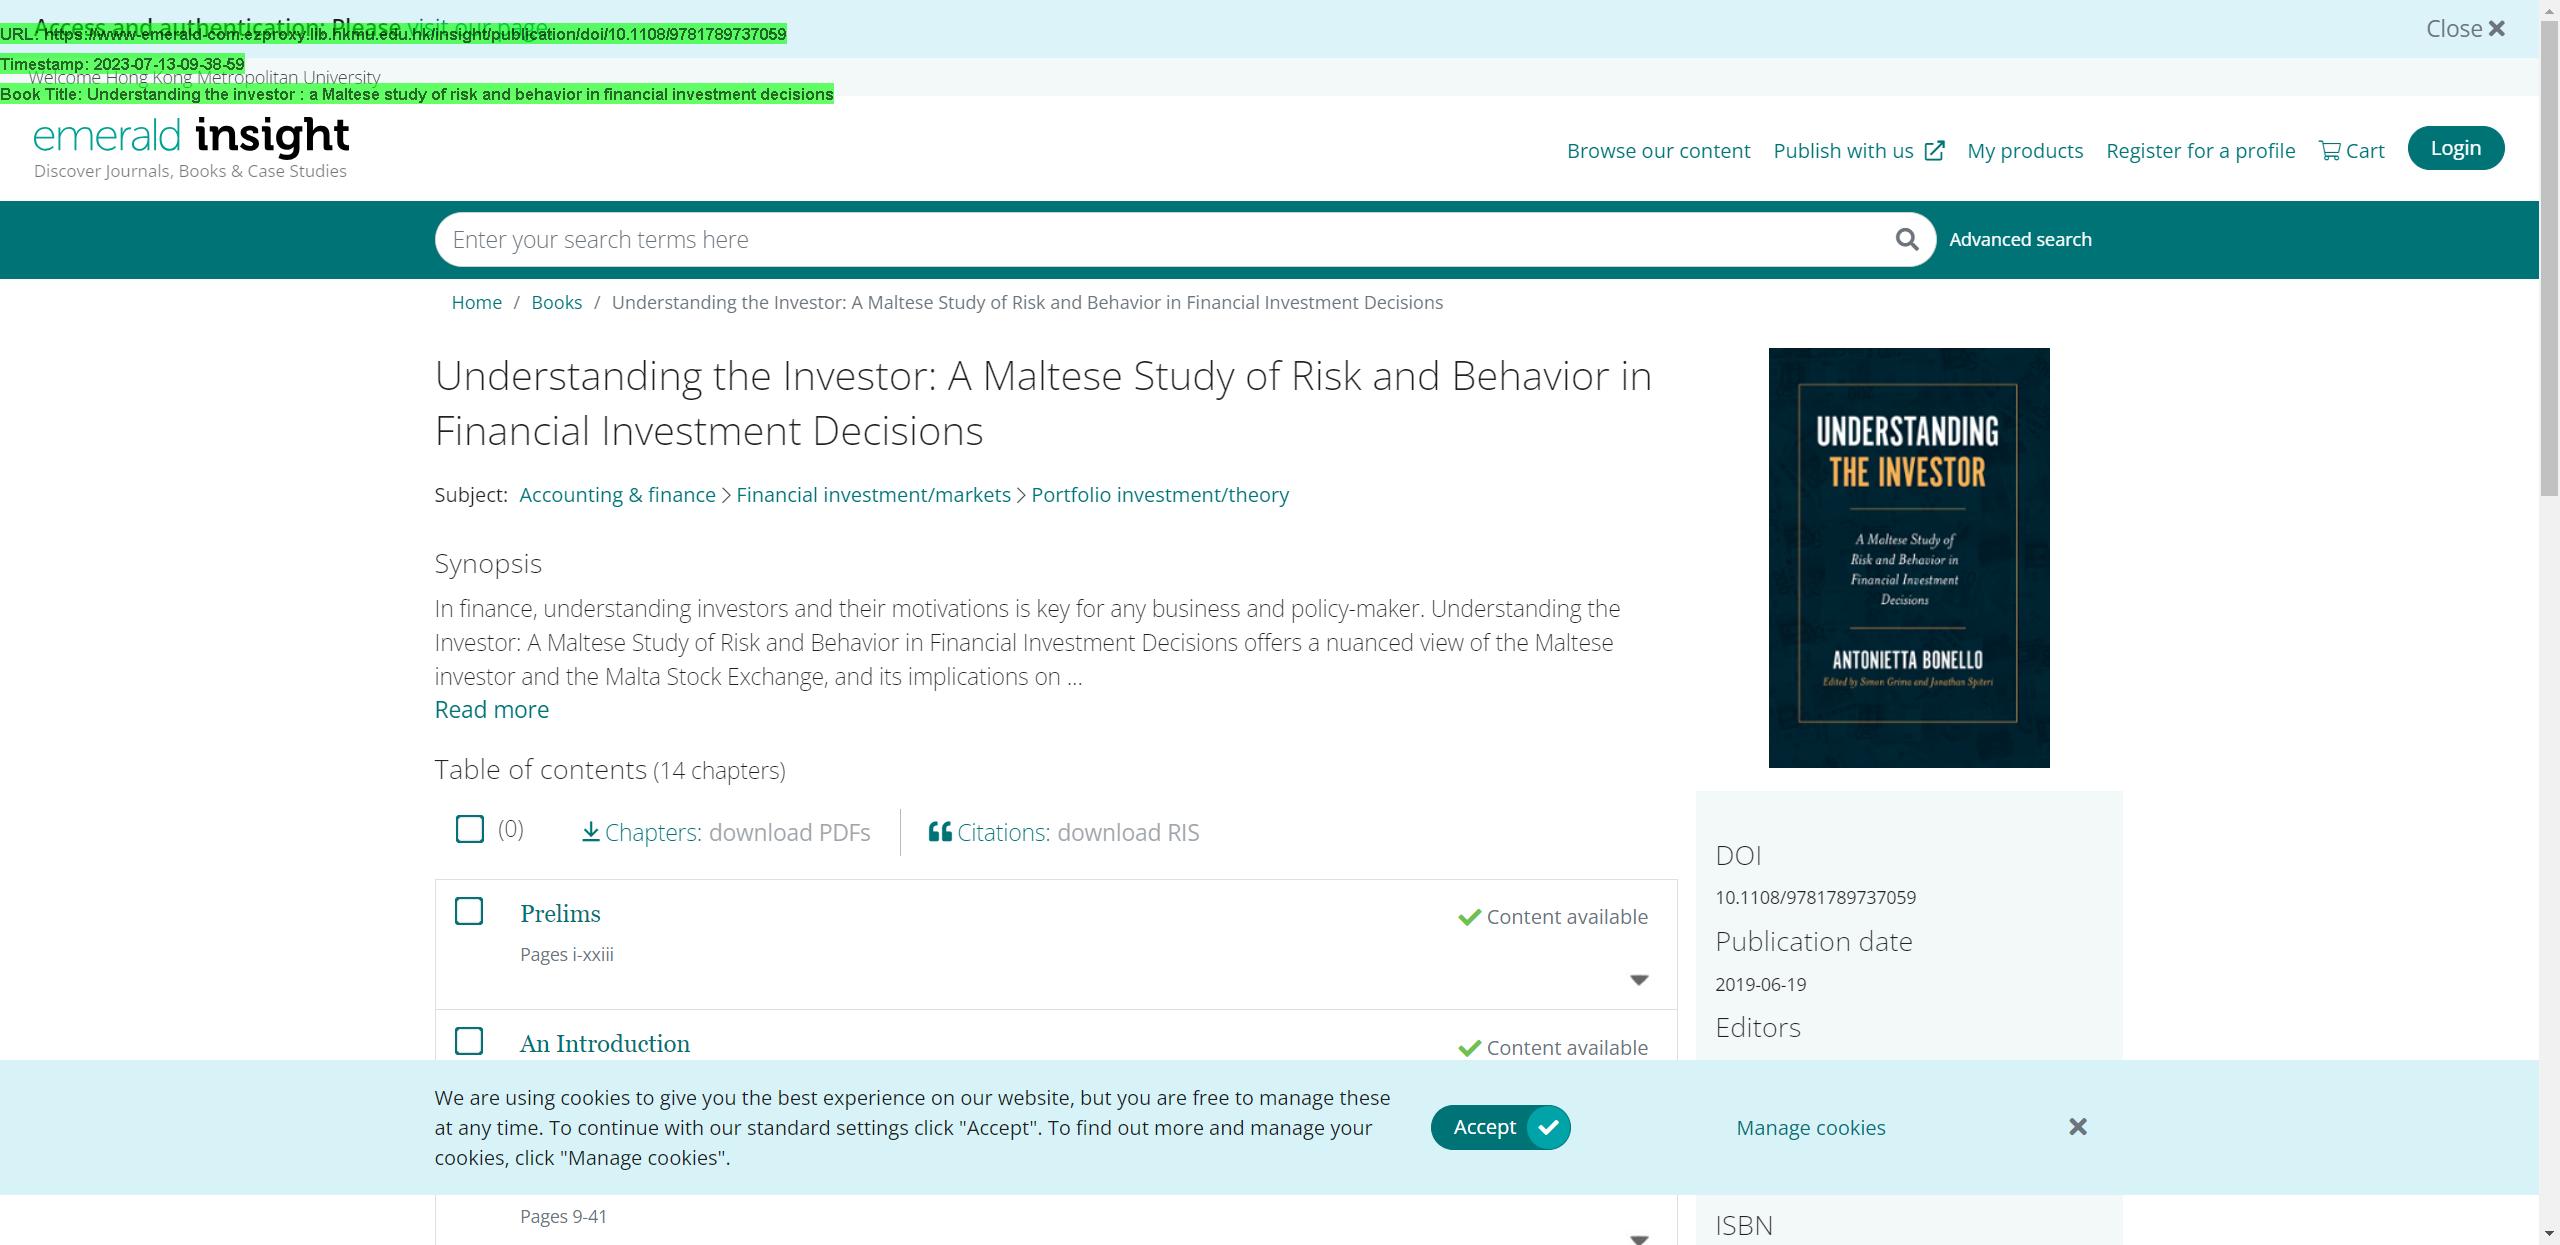 Access and authentication: Please visit our page
Close
URL: https://www-emerald-com.ezproxy.lib.hkmu.edu.hk/insight/publication/doi/10.1108/9781789737059
Timestamp: 2023-07-13-09-38-59
Welcome Hong Kong Metropolitan University
Book Title: Understanding the investor : a Maltese study of risk and behavior in financial investment decisions
emerald insight
Discover Journals, Books & Case Studies
Browse our content
Publish with us
My products
Register for a profile
Cart
Login
Enter your search terms here
Advanced search
Home / Books / Understanding the Investor: A Maltese Study of Risk and Behavior in Financial Investment Decisions
Understanding the Investor: A Maltese Study of Risk and Behavior in
Financial Investment Decisions
Subject: Accounting & finance > Financial investment/markets > Portfolio investment/theory
Synopsis
In finance, understanding investors and their motivations is key for any business and policy-maker. Understanding the
Investor: A Maltese Study of Risk and Behavior in Financial Investment Decisions offers a nuanced view of the Maltese
investor and the Malta Stock Exchange, and its implications on ...
Read more
Table of contents (14 chapters)
(0)
Chapters: download PDFs
Citations: download RIS
Prelims
Content available
Pages i-xxiii
An Introduction
Content available
UNDERSTANDING
THE INVESTOR
A Maltese Study of
Risk and Behavior in
Financial Investment
Decisions
ANTONIETTA BONELLO
Edited by Simon Grima and Jonathan Spiteri
DOI
10.1108/9781789737059
Publication date
2019-06-19
Editors
We are using cookies to give you the best experience on our website, but you are free to manage these
at any time. To continue with our standard settings click "Accept". To find out more and manage your
cookies, click "Manage cookies".
Accept
Manage cookies
Pages 9-41
ISBN